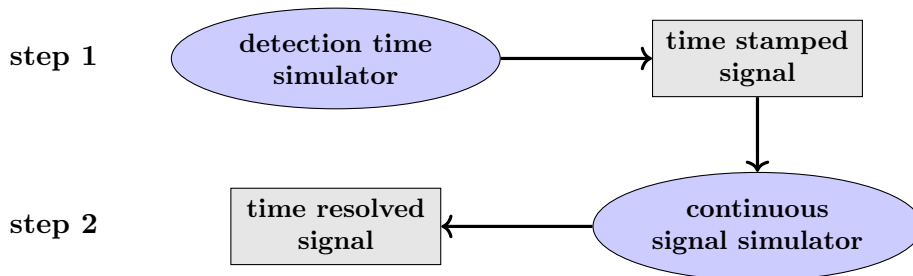 step 1
detection time
simulator
time stamped
signal
step 2
time resolved
signal
continuous
signal simulator